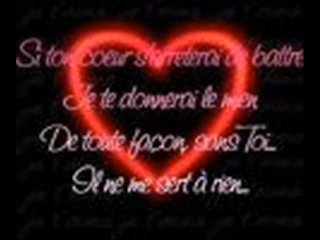 Si ton coeur s'arreterai de battre
Je te donnerai le mien
De toute façon, sans Toi...
Il ne me sert à rien...